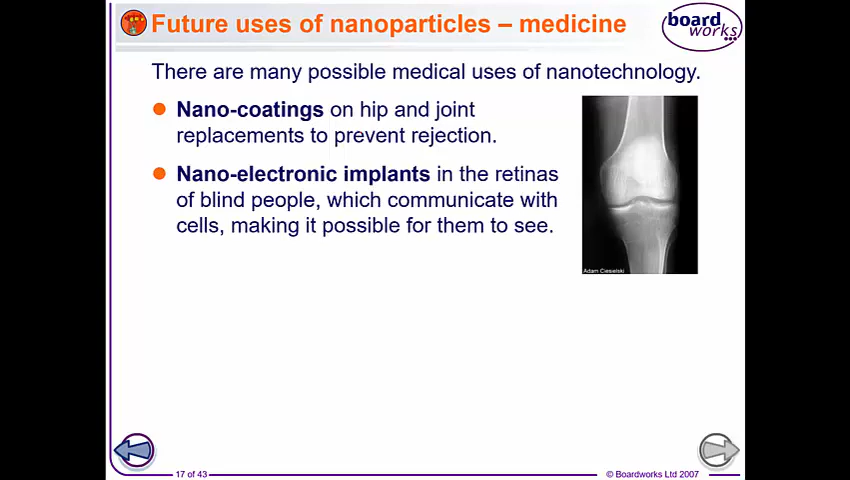 Future uses of nanoparticles – medicine
board
works
There are many possible medical uses of nanotechnology.
Nano-coatings on hip and joint
replacements to prevent rejection.
Nano-electronic implants in the retinas
of blind people, which communicate with
cells, making it possible for them to see.
Adam Ciesielski
17 of 43
© Boardworks Ltd 2007